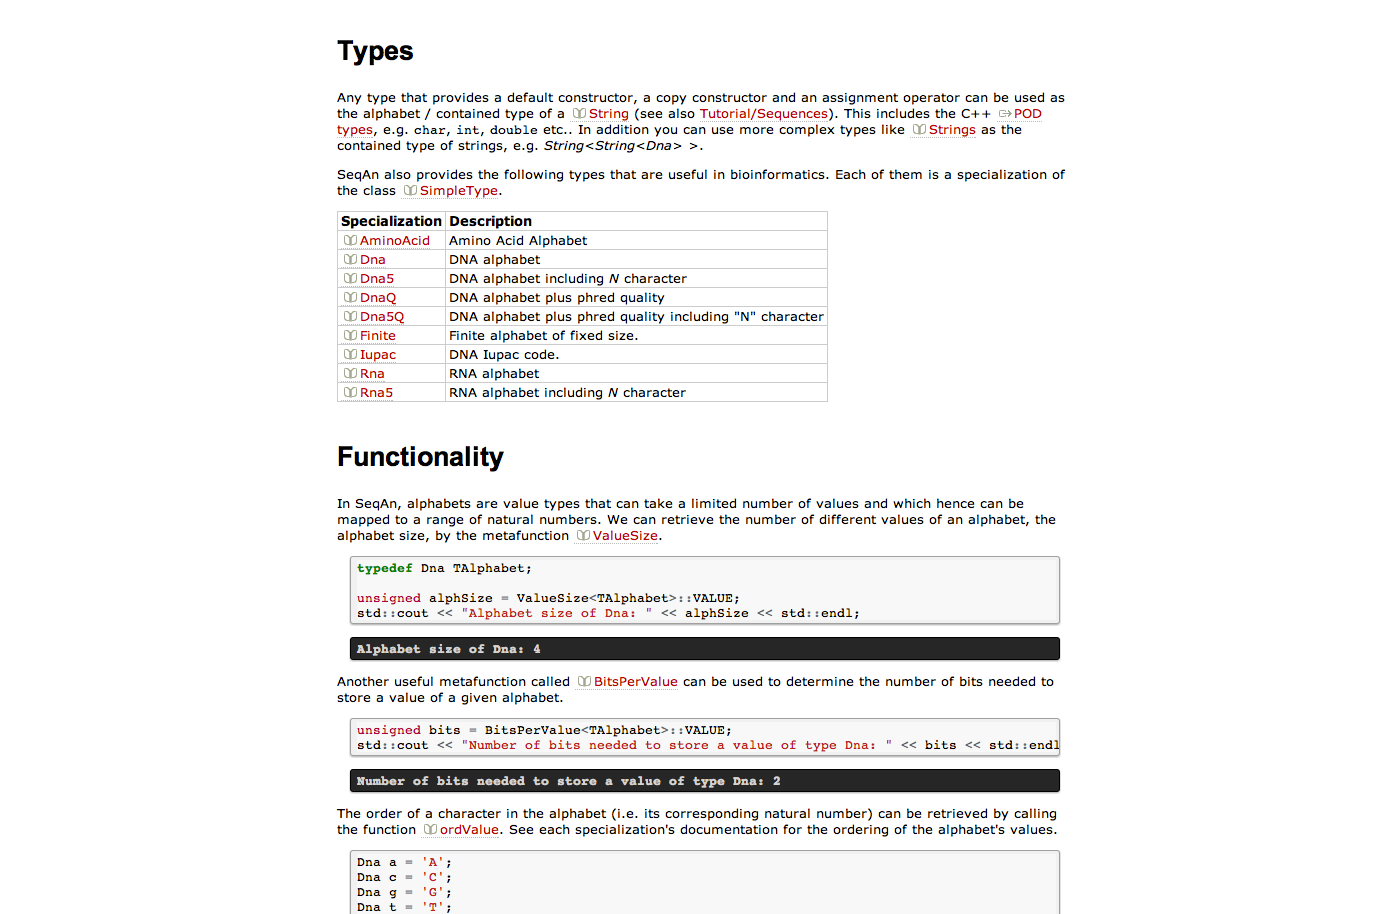 Types
Any type that provides a default constructor, a copy constructor and an assignment operator can be used as
the alphabet / contained type of a String (see also Tutorial/Sequences). This includes the C++ POD
types, e.g. char, int, double etc.. In addition you can use more complex types like Strings as the
contained type of strings, e.g. String<String<Dna> >.
SeqAn also provides the following types that are useful in bioinformatics. Each of them is a specialization of
the class SimpleType.
Specialization Description
AminoAcid Amino Acid Alphabet
Dna DNA alphabet
Dna5 DNA alphabet including N character
DnaQ DNA alphabet plus phred quality
Dna5Q DNA alphabet plus phred quality including "N" character
Finite Finite alphabet of fixed size.
Iupac DNA Iupac code.
Rna RNA alphabet
Rna5 RNA alphabet including N character
Functionality
In SeqAn, alphabets are value types that can take a limited number of values and which hence can be
mapped to a range of natural numbers. We can retrieve the number of different values of an alphabet, the
alphabet size, by the metafunction ValueSize.
typedef Dna TAlphabet;
unsigned alphSize = ValueSize<TAlphabet>::VALUE;
std::cout << "Alphabet size of Dna: " << alphSize << std::endl;
Alphabet size of Dna: 4
Another useful metafunction called BitsPerValue can be used to determine the number of bits needed to
store a value of a given alphabet.
unsigned bits = BitsPerValue<TAlphabet>::VALUE;
std::cout << "Number of bits needed to store a value of type Dna: " << bits << std::endl
Number of bits needed to store a value of type Dna: 2
The order of a character in the alphabet (i.e. its corresponding natural number) can be retrieved by calling
the function ordValue. See each specialization's documentation for the ordering of the alphabet's values.
Dna a = 'A';
Dna c = 'C';
Dna g = 'G';
Dna t = 'T';